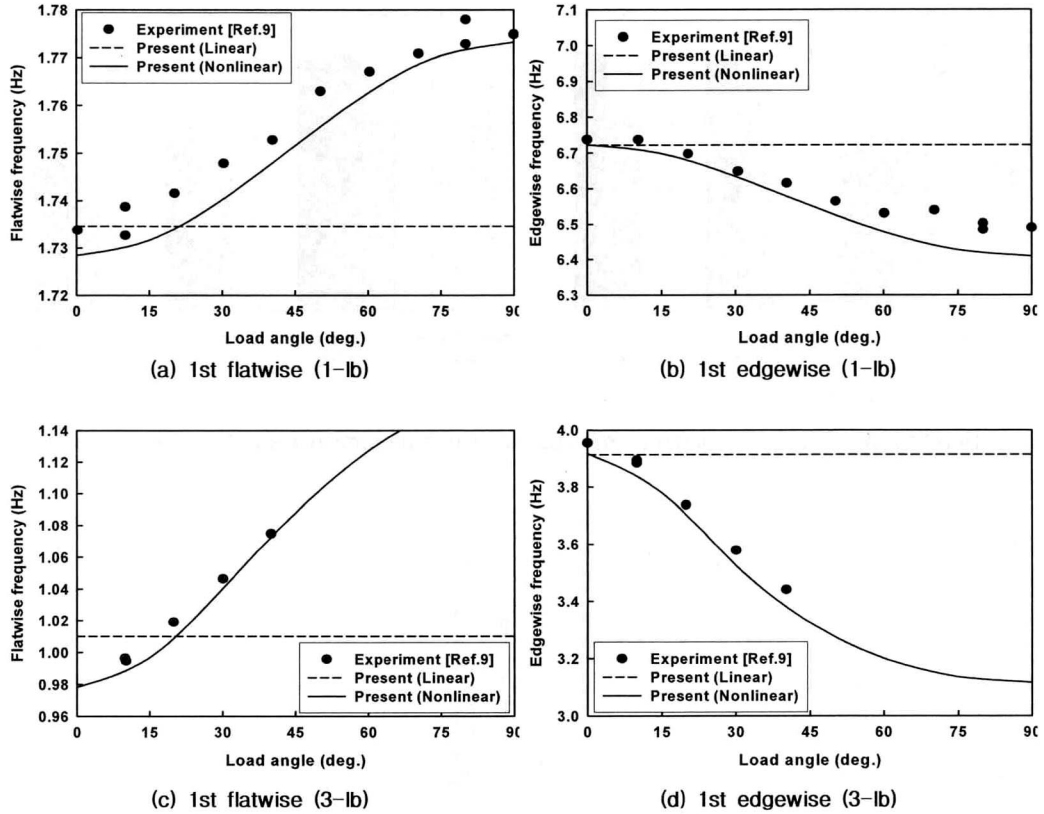 Flatwise frequency (Hz)
1.78
1.77
1.76
1.75
1.74
1.73
1.72
Experiment [Ref.9]
Present (Linear)
Present (Nonlinear)
0 15 30 45 60 75 90
Load angle (deg.)
(a) 1st flatwise (1-lb)
Edgewise frequency (Hz)
7.1
7.0
6.9
6.8
6.7
6.6
6.5
6.4
6.3
Experiment [Ref.9]
Present (Linear)
Present (Nonlinear)
0 15 30 45 60 75 90
Load angle (deg.)
(b) 1st edgewise (1-lb)
Flatwise frequency (Hz)
1.14
1.12
1.10
1.08
1.06
1.04
1.02
1.00
0.98
0.96
Experiment [Ref.9]
Present (Linear)
Present (Nonlinear)
0 15 30 45 60 75 90
Load angle (deg.)
(c) 1st flatwise (3-lb)
Edgewise frequency (Hz)
4.0
3.8
3.6
3.4
3.2
3.0
Experiment [Ref.9]
Present (Linear)
Present (Nonlinear)
0 15 30 45 60 75 90
Load angle (deg.)
(d) 1st edgewise (3-lb)